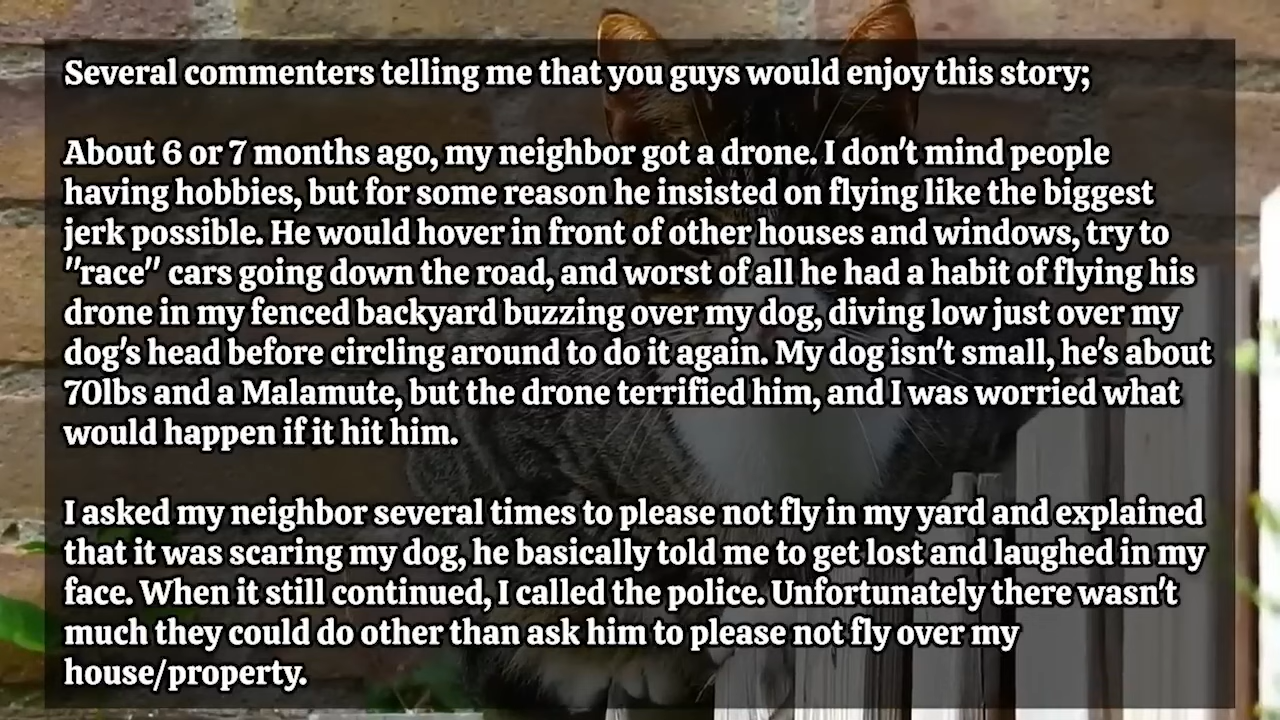 Several commenters telling me that you guys would enjoy this story;
About 6 or 7 months ago, my neighbor got a drone. I don't mind people
having hobbies, but for some reason he insisted on flying like the biggest
jerk possible. He would hover in front of other houses and windows, try to
"race" cars going down the road, and worst of all he had a habit of flying his
drone in my fenced backyard buzzing over my dog, diving low just over my
dog's head before circling around to do it again. My dog isn't small, he's about
70lbs and a Malamute, but the drone terrified him, and I was worried what
would happen if it hit him.
I asked my neighbor several times to please not fly in my yard and explained
that it was scaring my dog, he basically told me to get lost and laughed in my
face. When it still continued, I called the police. Unfortunately there wasn't
much they could do other than ask him to please not fly over my
house/property.